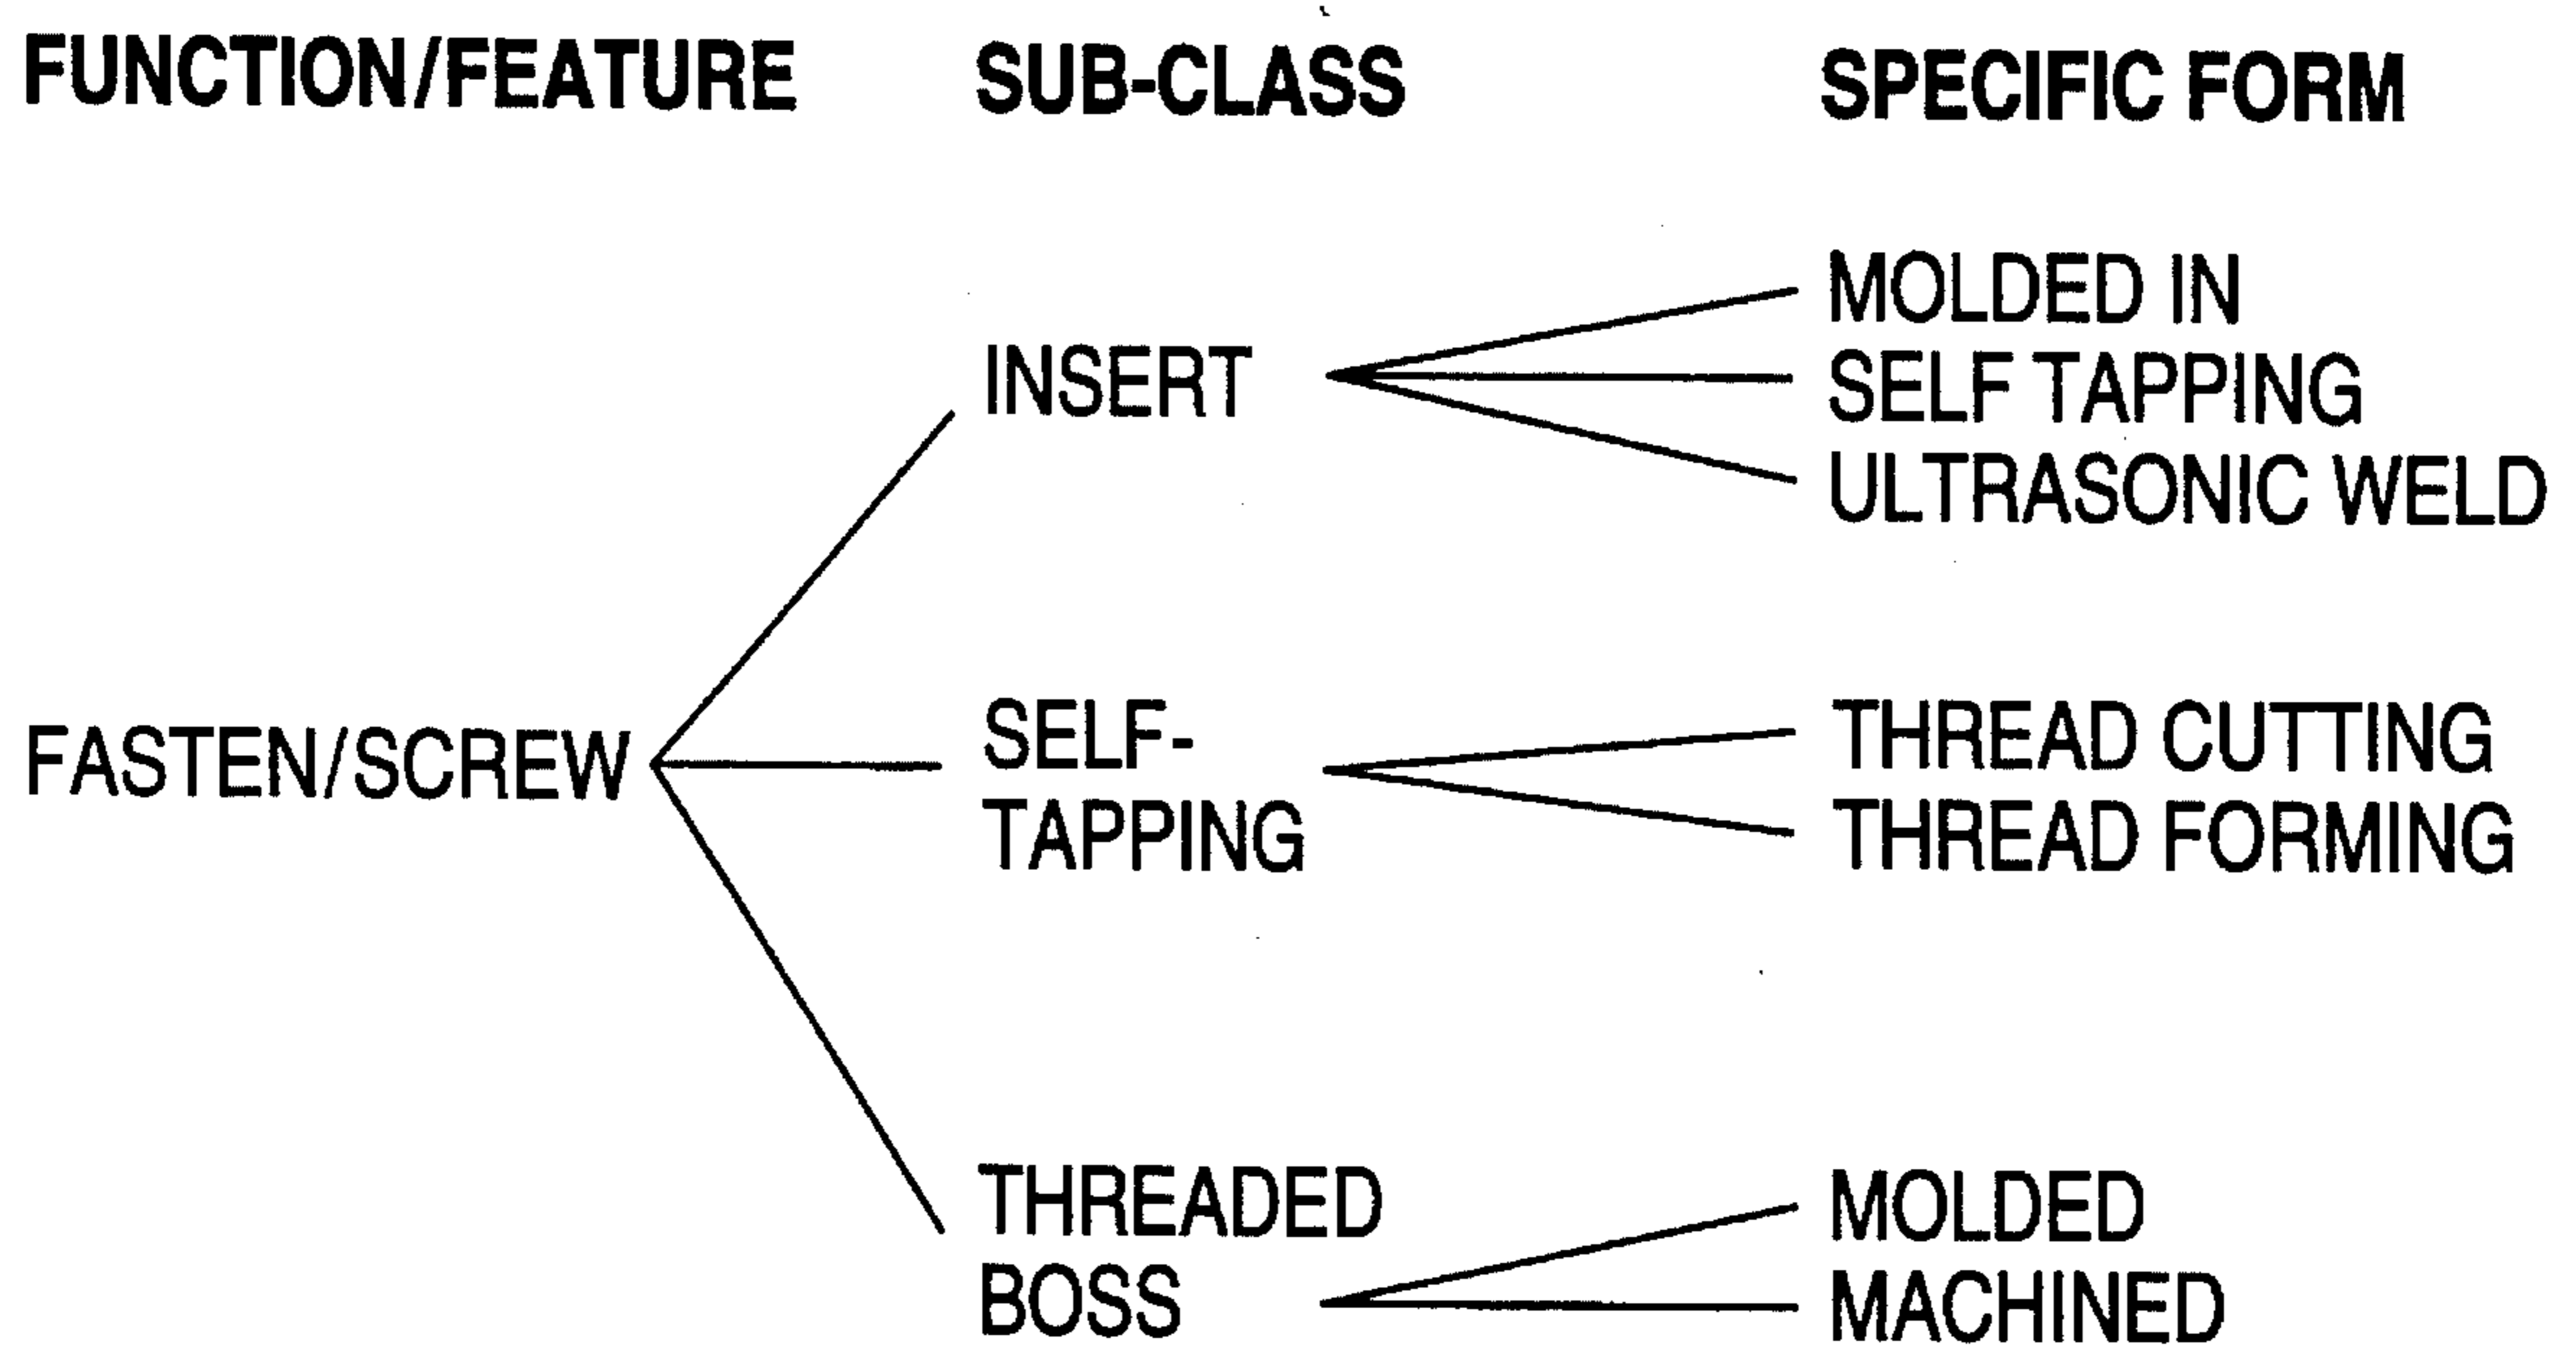 FUNCTION/FEATURE SUB-CLASS SPECIFIC FORM
INSERT
MOLDED IN
SELF TAPPING
ULTRASONIC WELD
FASTEN/SCREW
SELF-
TAPPING
THREAD CUTTING
THREAD FORMING
THREADED
BOSS
MOLDED
MACHINED